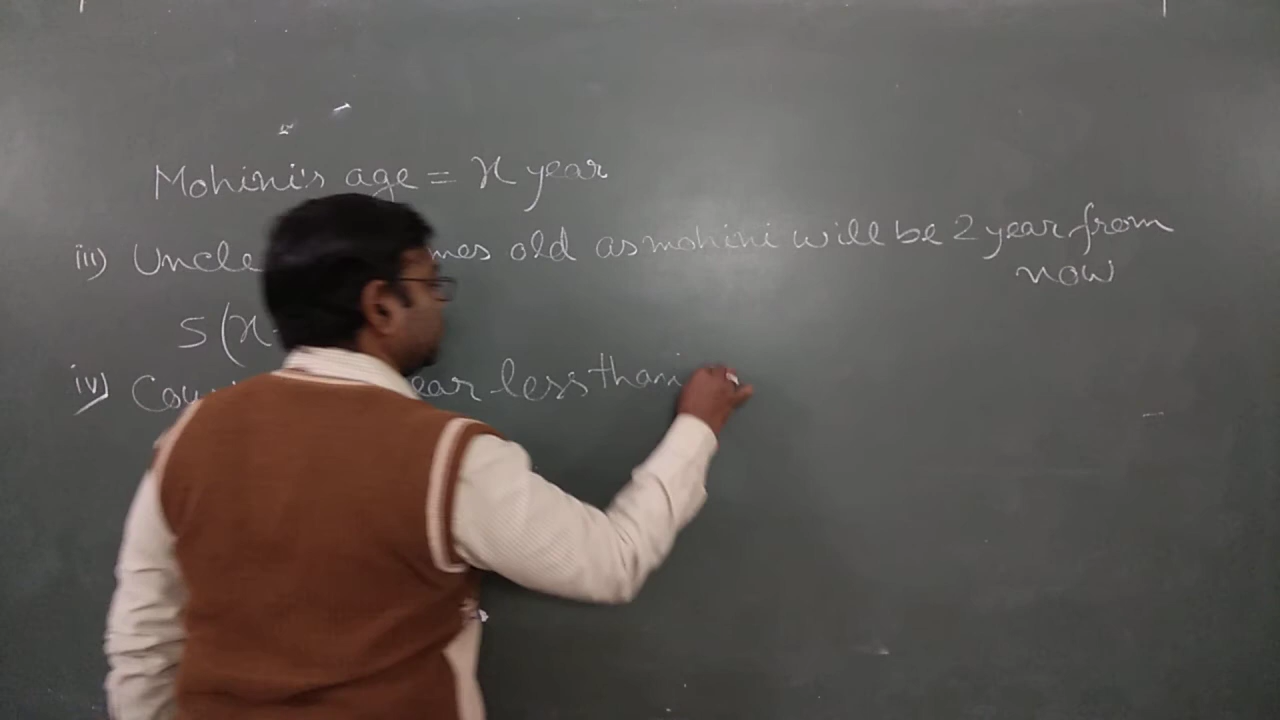 Mohini's age = x year
iii) Uncle mes old as mohini will be 2 year from
now
5(x
iv) Cou ear less than